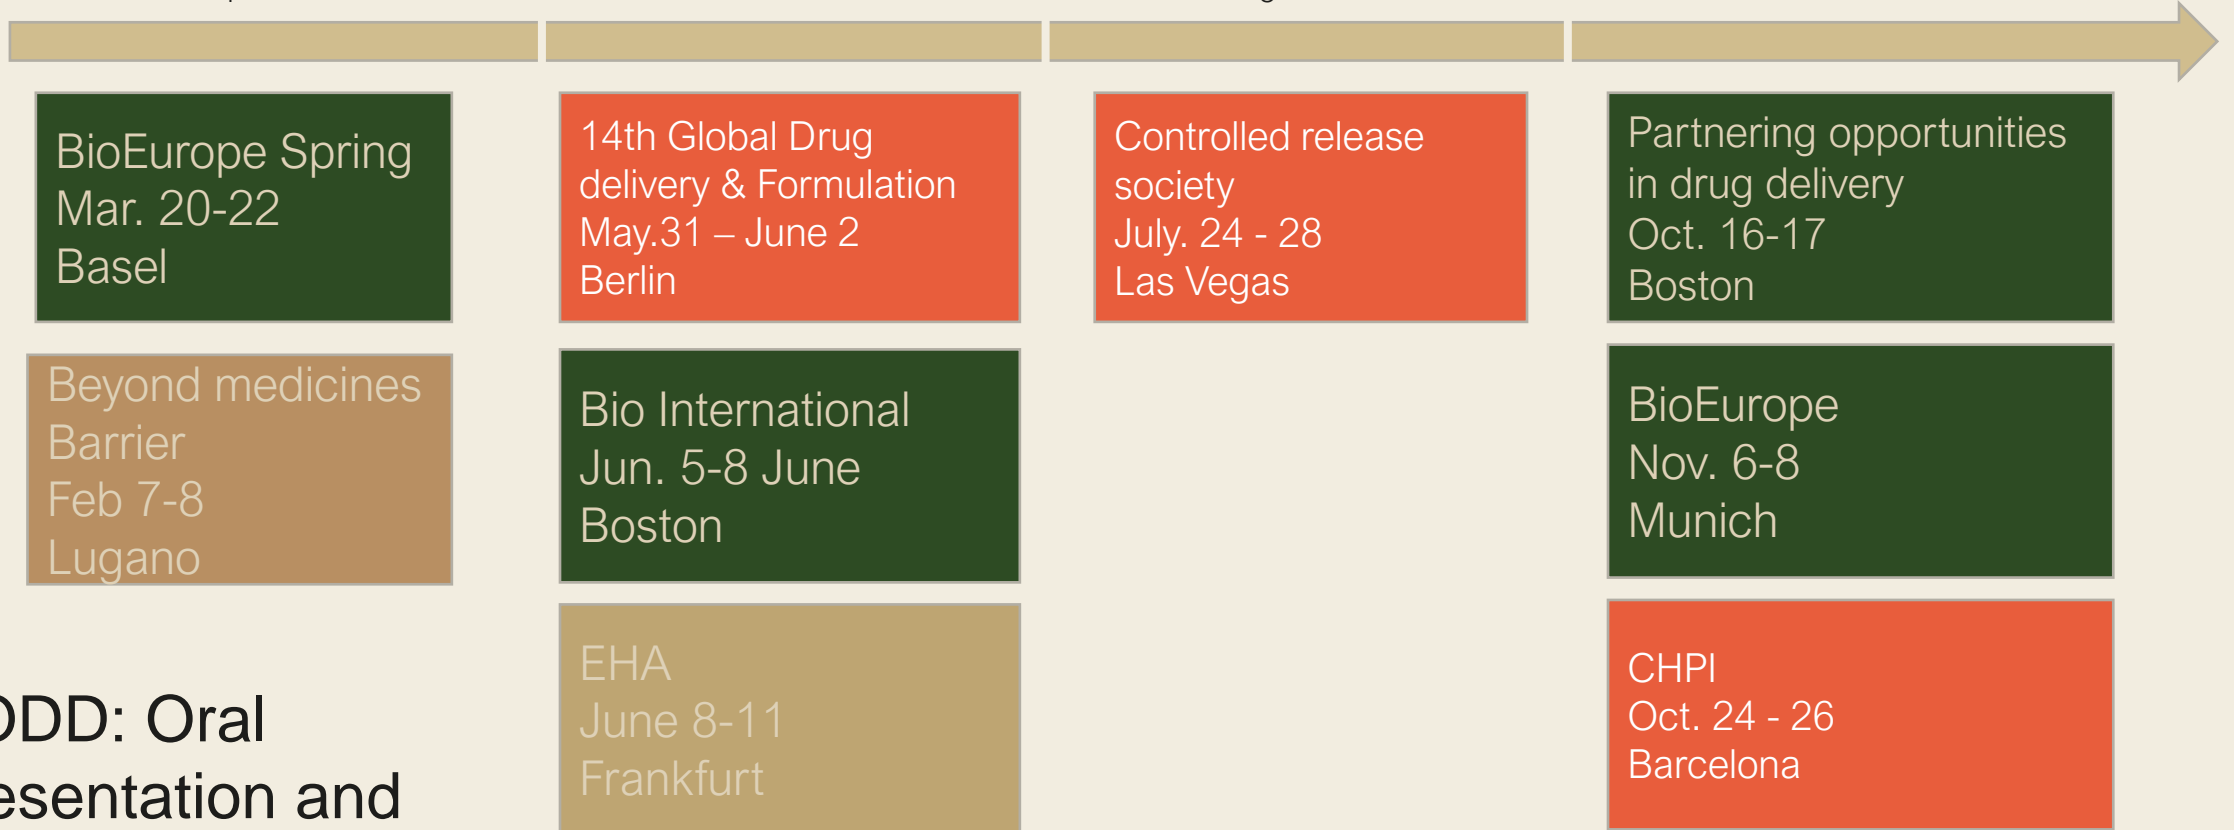 BioEurope Spring
Mar. 20-22
Basel
Beyond medicines
Barrier
Feb 7-8
Lugano
DDD: Oral
esentation and
14th Global Drug
delivery & Formulation
May.31 – June 2
Berlin
Bio International
Jun. 5-8 June
Boston
EHA
June 8-11
Frankfurt
Controlled release
society
July. 24 - 28
Las Vegas
Partnering opportunities
in drug delivery
Oct. 16-17
Boston
BioEurope
Nov. 6-8
Munich
CHPI
Oct. 24 - 26
Barcelona